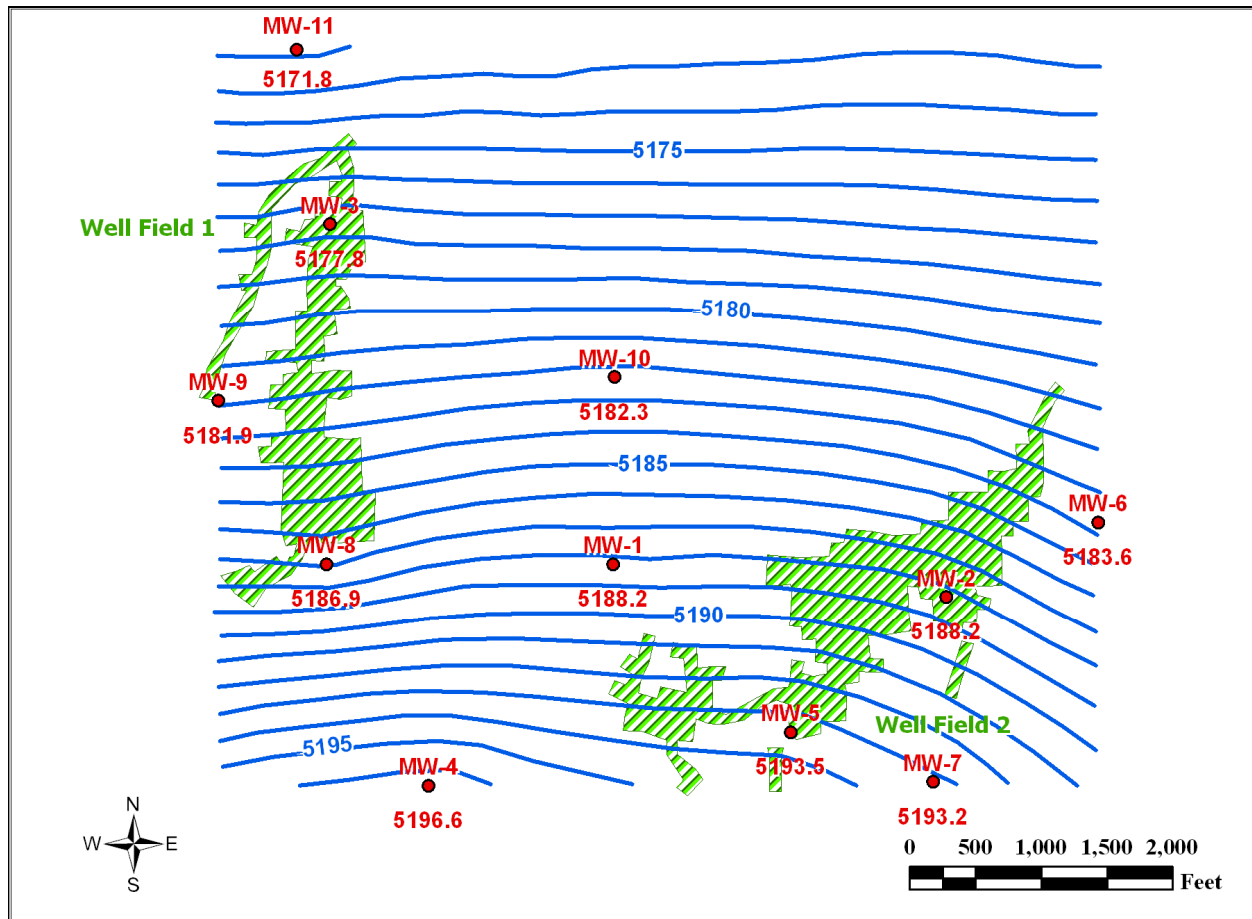 MW-11
5171.8
5175
MW-3
Well Field 1
5177.8
5180
MW-10
MW-9
5182.3
5181.9
5185
MW-6
MW-8
MW-1
5183.6
MW-2
5186.9
5188.2
5190
5188.2
MW-5
Well Field 2
5195
MW-4
5193.5
MW-7
5196.6
5193.2
N
W
E
S
0 500 1,000 1,500 2,000
Feet